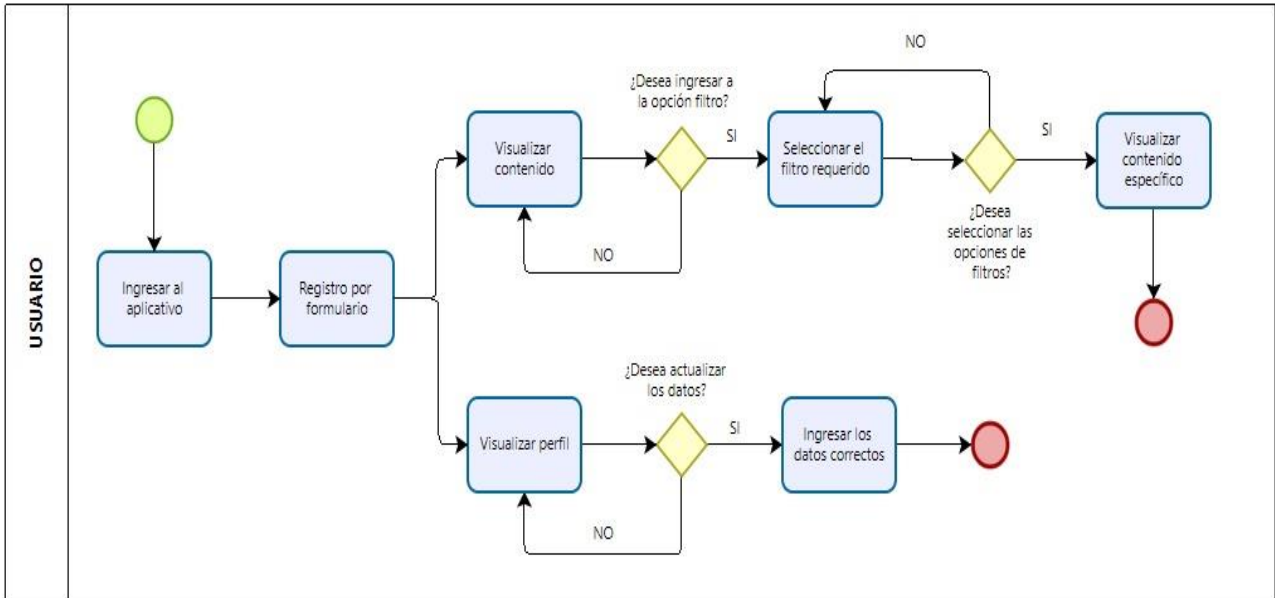 USUARIO
Ingresar al
aplicativo
Registro por
formulario
Visualizar
contenido
¿Desea ingresar a
la opción filtro?
SI
NO
Seleccionar el
filtro requerido
NO
¿Desea
seleccionar las
opciones de
filtros?
SI
Visualizar
contenido
específico
Visualizar perfil
¿Desea actualizar
los datos?
SI
NO
Ingresar los
datos correctos